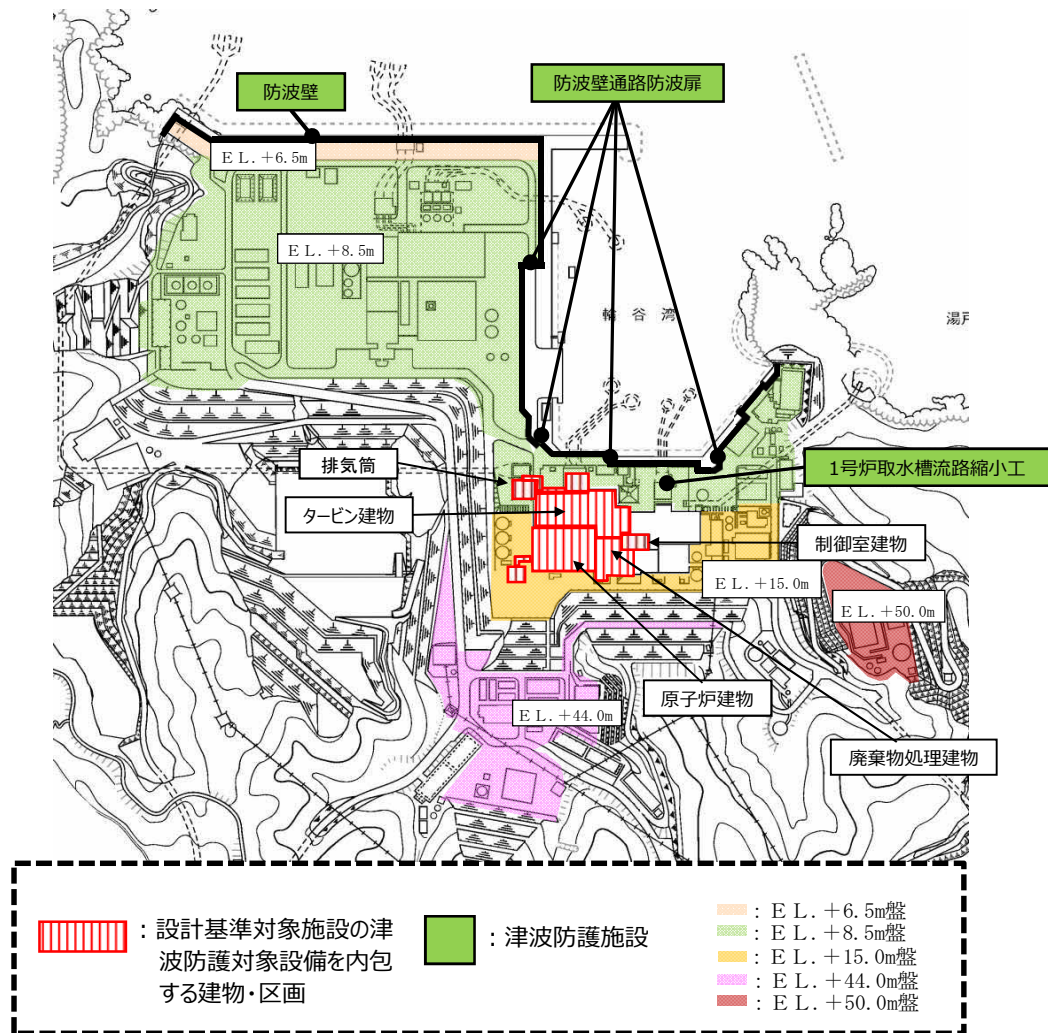 防波壁
防波壁通路防波扉
ＥＬ．＋6.5m
ＥＬ．＋8.5m
輪谷湾
湯戸
排気筒
1号炉取水槽流路縮小工
タービン建物
制御室建物
ＥＬ．＋15.0m
ＥＬ．＋50.0m
原子炉建物
ＥＬ．＋44.0m
廃棄物処理建物
：設計基準対象施設の津
波防護対象設備を内包
する建物・区画
：津波防護施設
：ＥＬ．＋6.5m盤
：ＥＬ．＋8.5m盤
：ＥＬ．＋15.0m盤
：ＥＬ．＋44.0m盤
：ＥＬ．＋50.0m盤